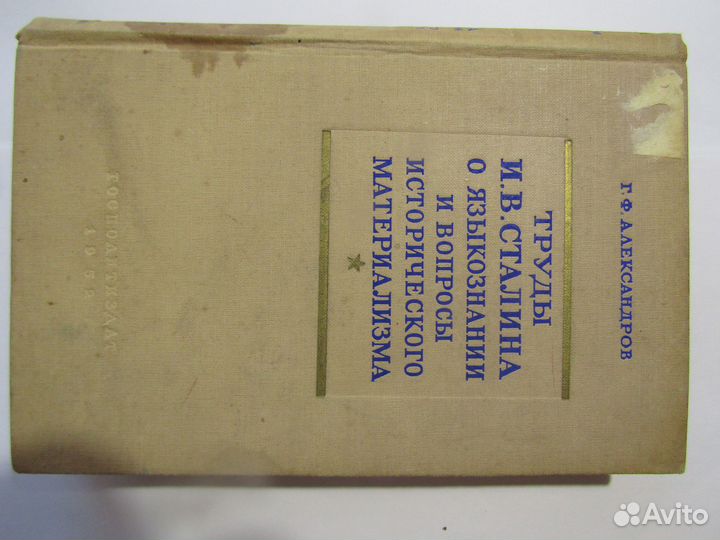 Г. Ф. АЛЕКСАНДРОВ
ТРУДЫ
И. В. СТАЛИНА
О ЯЗЫКОЗНАНИИ
И ВОПРОСЫ
ИСТОРИЧЕСКОГО
МАТЕРИАЛИЗМА
ГОСПОЛИТИЗДАТ
1952
Avito